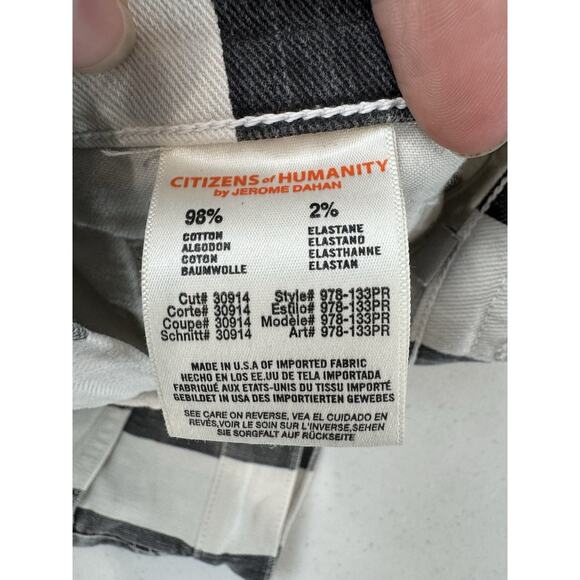 CITIZENS of HUMANITY
by JEROME DAHAN
98% 2%
COTTON ELASTANE
ALGODON ELASTANO
COTON ELASTHANNE
BAUMWOLLE ELASTAN
Cut# 30914 Style# 978-133PR
Corte# 30914 Estilo# 978-133PR
Coupe# 30914 Modèle# 978-133PR
Schnitt# 30914 Art# 978-133PR
MADE IN U.S.A OF IMPORTED FABRIC
HECHO EN LOS EE.UU DE TELA IMPORTADA
FABRIQUÉ AUX ETATS-UNIS DU TISSU IMPORTÉ
GEBILDET IN USA DES IMPORTIERTEN GEWEBES
SEE CARE ON REVERSE, VEA EL CUIDADO EN
REVÉS, VOIR LE SOIN SUR L'INVERSE, SEHEN
SIE SORGFALT AUF RÜCKSEITE